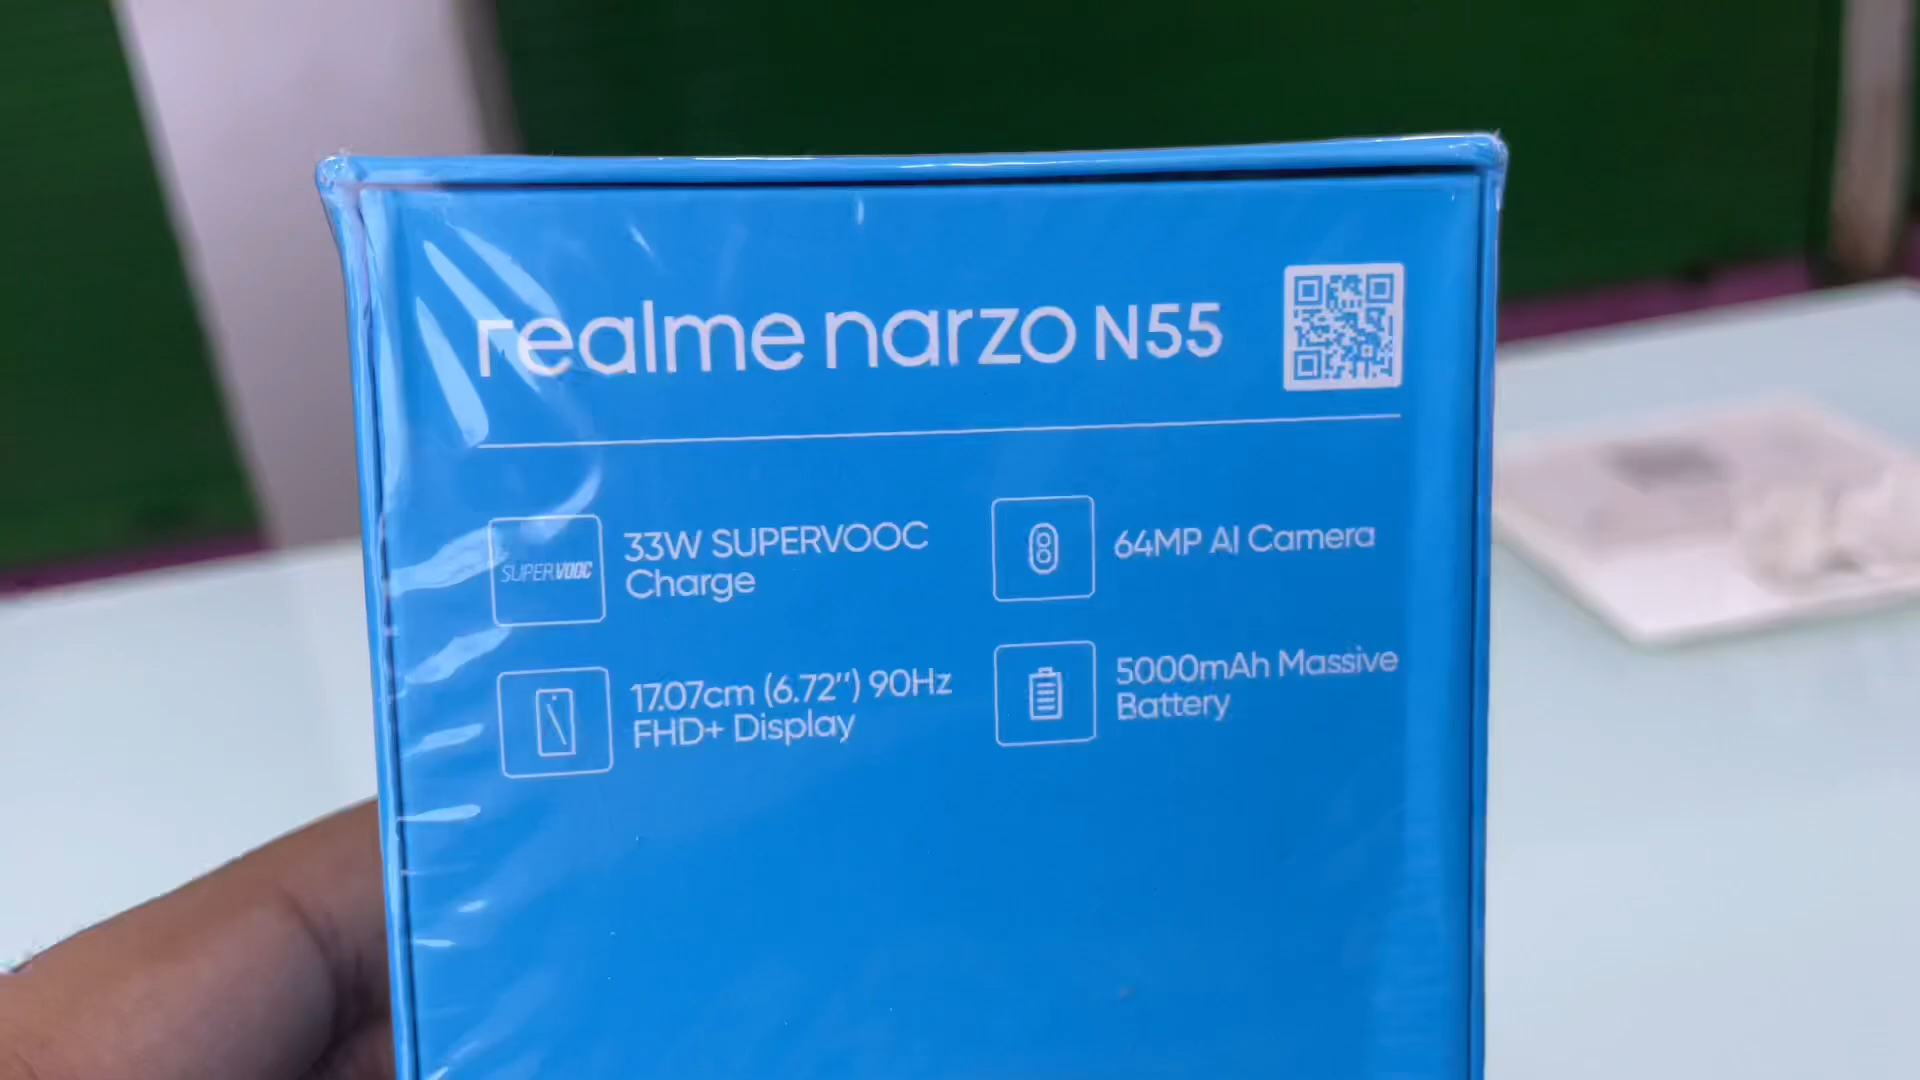 realme narzo N55
SUPERVOOC
33W SUPERVOOC
Charge
64MP AI Camera
17.07cm (6.72'') 90Hz
FHD+ Display
5000mAh Massive
Battery